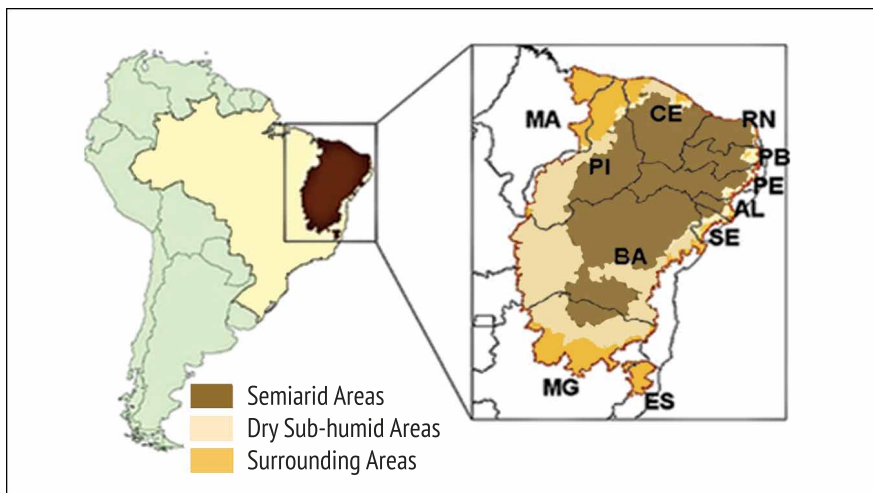 MA
CE
RN
PI
PB
PE
AL
SE
BA
MG
ES
Semiarid Areas
Dry Sub-humid Areas
Surrounding Areas